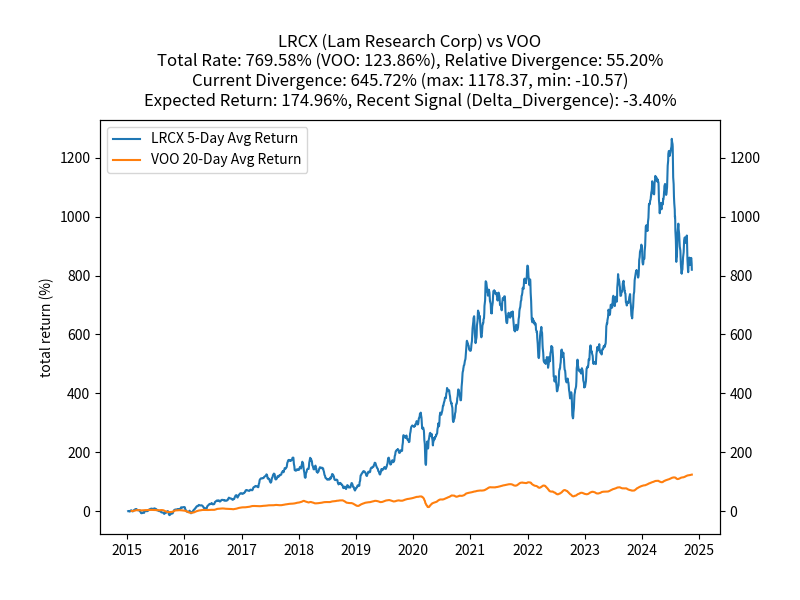 LRCX (Lam Research Corp) vs VOO
Total Rate: 769.58% (VOO: 123.86%), Relative Divergence: 55.20%
Current Divergence: 645.72% (max: 1178.37, min: -10.57)
Expected Return: 174.96%, Recent Signal (Delta_Divergence): -3.40%
LRCX 5-Day Avg Return
VOO 20-Day Avg Return
total return (%)
1200
1000
800
600
400
200
0
1200
1000
800
600
400
200
0
2015 2016 2017 2018 2019 2020 2021 2022 2023 2024 2025